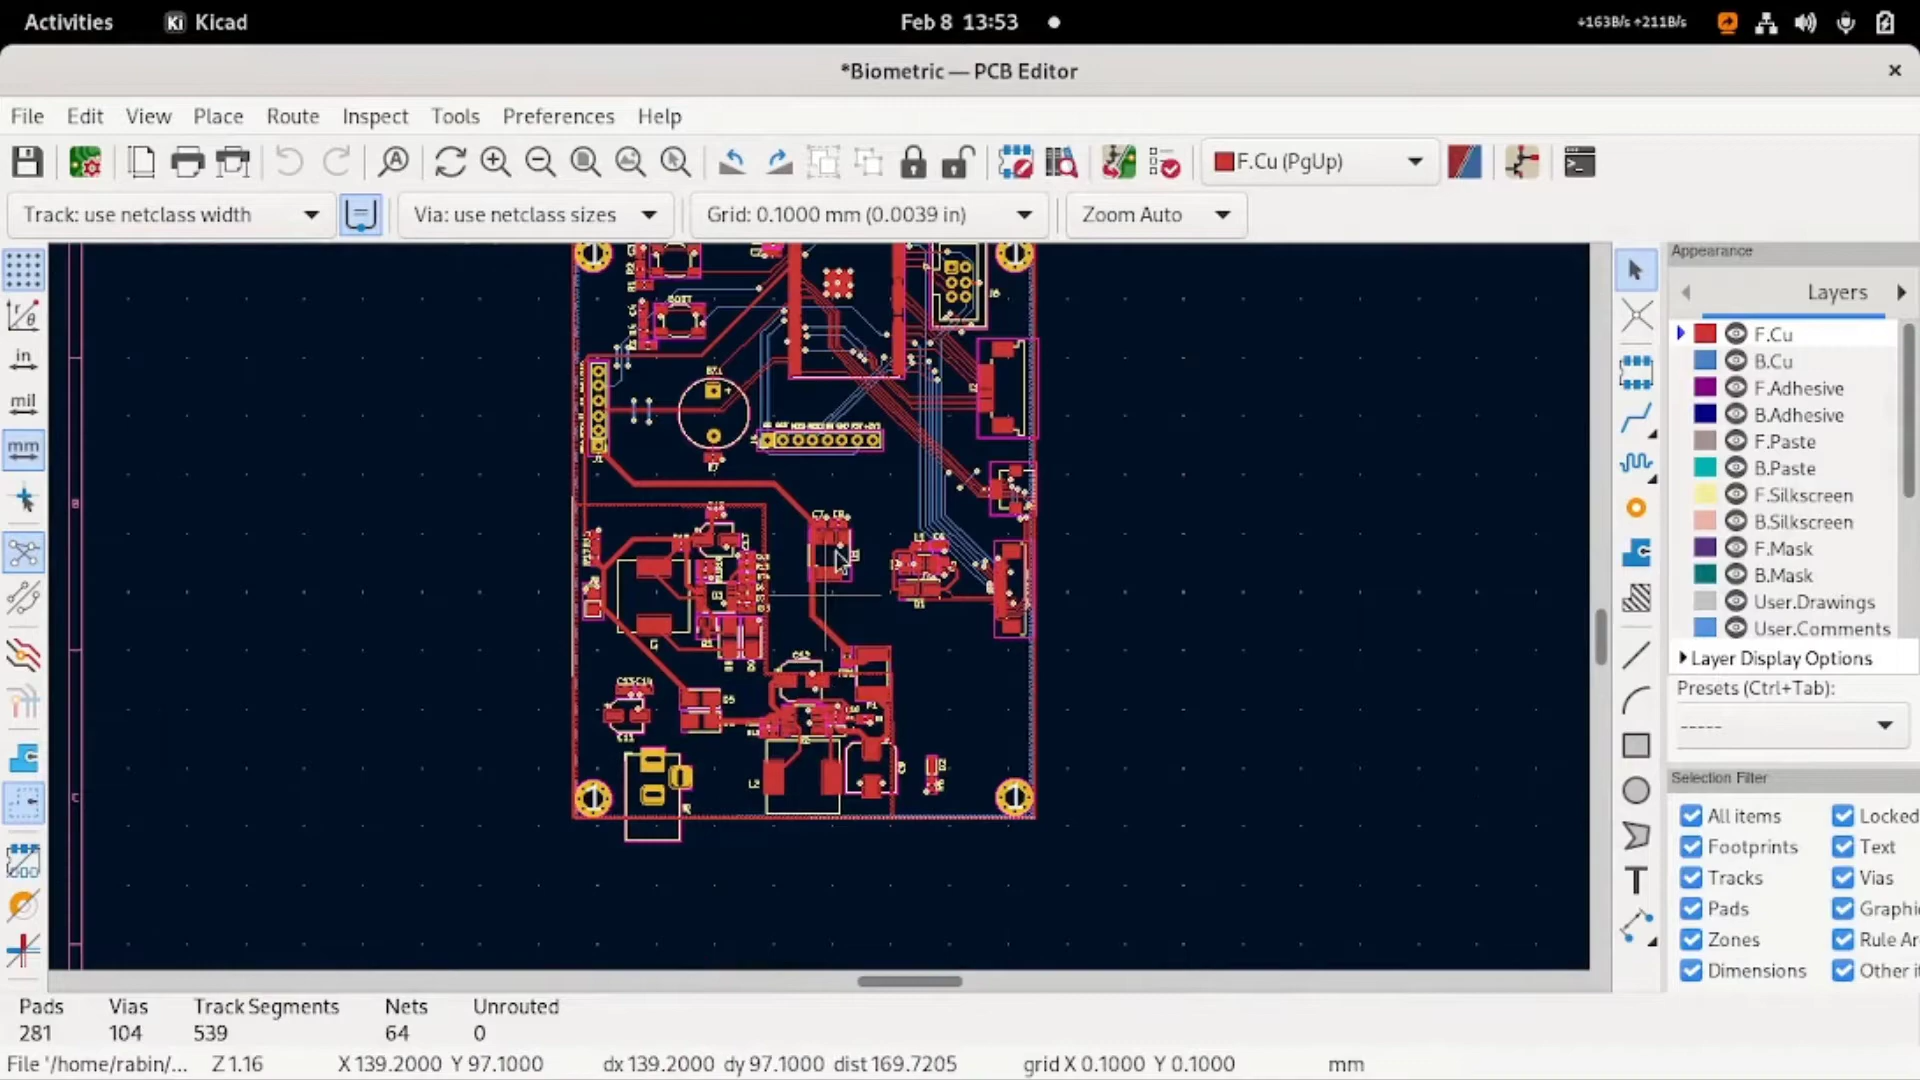 Activities
Kicad
Feb 8 13:53
↓163B/s ↑211B/s
*Biometric — PCB Editor
File Edit View Place Route Inspect Tools Preferences Help
F.Cu (PgUp)
Track: use netclass width
Via: use netclass sizes
Grid: 0.1000 mm (0.0039 in)
Zoom Auto
in
mil
mm
BOOT
J6
J1
C7
L2
Appearance
Layers
F.Cu
B.Cu
F.Adhesive
B.Adhesive
F.Paste
B.Paste
F.Silkscreen
B.Silkscreen
F.Mask
B.Mask
User.Drawings
User.Comments
Layer Display Options
Presets (Ctrl+Tab):
-----
Selection Filter
All items Locked
Footprints Text
Tracks Vias
Pads Graphi
Zones Rule Ar
Dimensions Other i
Pads Vias Track Segments Nets Unrouted
281 104 539 64 0
File '/home/rabin/... Z 1.16 X 139.2000 Y 97.1000 dx 139.2000 dy 97.1000 dist 169.7205 grid X 0.1000 Y 0.1000 mm